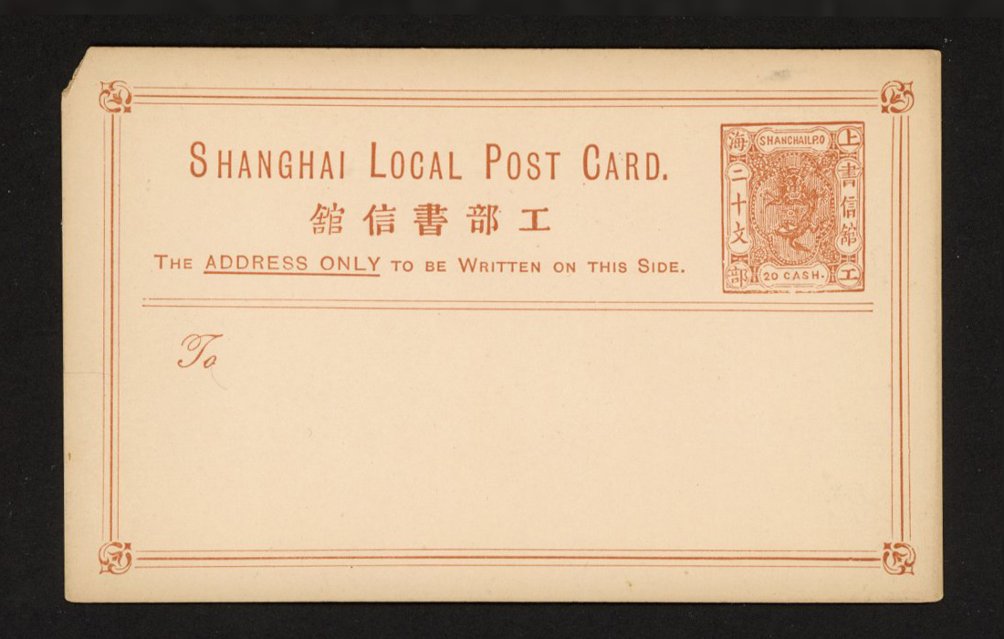 SHANGHAI LOCAL POST CARD.
工部書信館
THE ADDRESS ONLY TO BE WRITTEN ON THIS SIDE.
To
SHANGHAI P.O
上海
書信館
二十文
工部
20 CASH.